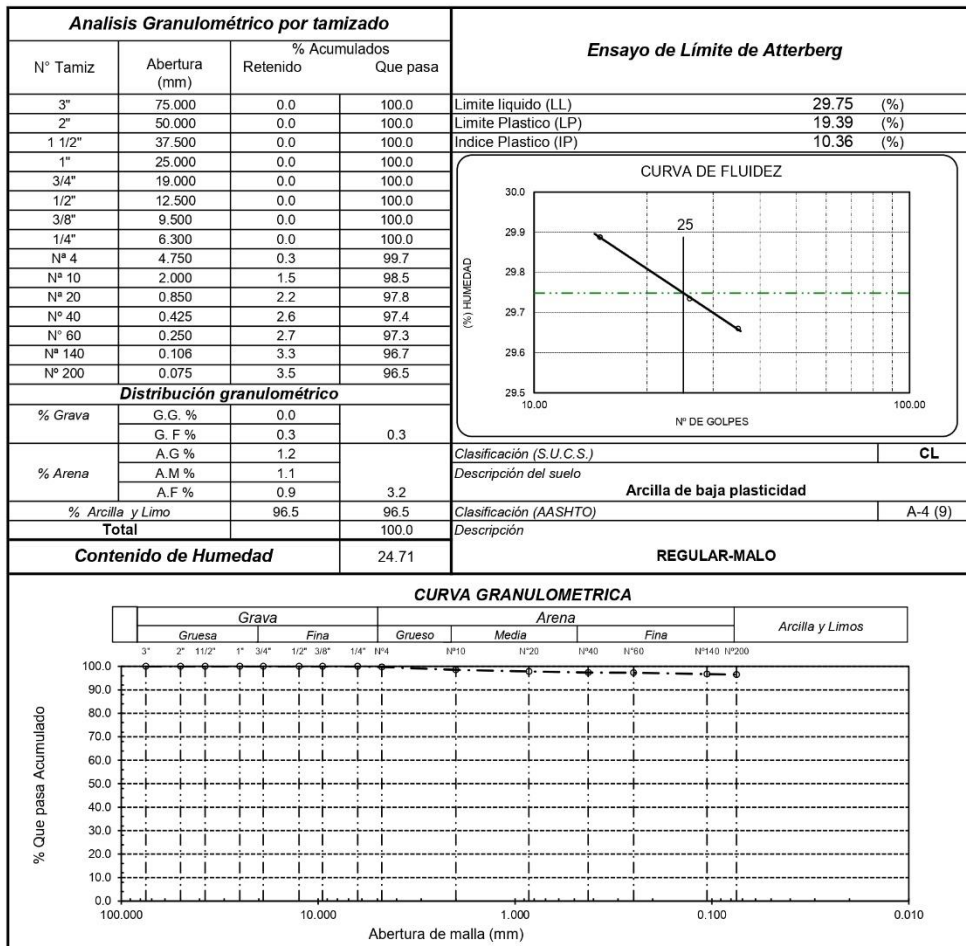 Analisis Granulométrico por tamizado
N° Tamiz Abertura (mm) % Acumulados Retenido Que pasa
3" 75.000 0.0 100.0
2" 50.000 0.0 100.0
1 1/2" 37.500 0.0 100.0
1" 25.000 0.0 100.0
3/4" 19.000 0.0 100.0
1/2" 12.500 0.0 100.0
3/8" 9.500 0.0 100.0
1/4" 6.300 0.0 100.0
Nª 4 4.750 0.3 99.7
Nª 10 2.000 1.5 98.5
Nª 20 0.850 2.2 97.8
Nº 40 0.425 2.6 97.4
N° 60 0.250 2.7 97.3
Nª 140 0.106 3.3 96.7
Nº 200 0.075 3.5 96.5
Distribución granulométrico
% Grava G.G. % 0.0
G. F % 0.3 0.3
A.G % 1.2
% Arena A.M % 1.1
A.F % 0.9 3.2
% Arcilla y Limo 96.5 96.5
Total 100.0
Contenido de Humedad 24.71
Ensayo de Límite de Atterberg
Limite liquido (LL) 29.75 (%)
Limite Plastico (LP) 19.39 (%)
Indice Plastico (IP) 10.36 (%)
CURVA DE FLUIDEZ
30.0
29.9
29.8
29.7
29.6
29.5
(%) HUMEDAD
25
10.00 100.00
Nº DE GOLPES
Clasificación (S.U.C.S.) CL
Descripción del suelo
Arcilla de baja plasticidad
Clasificación (AASHTO) A-4 (9)
Descripción
REGULAR-MALO
CURVA GRANULOMETRICA
Grava Arena Arcilla y Limos
Gruesa Fina Grueso Media Fina
3" 2" 11/2" 1" 3/4" 1/2" 3/8" 1/4" Nº4 Nº10 Nº20 Nº40 Nº60 Nº140 Nº200
100.0
90.0
80.0
70.0
60.0
50.0
40.0
30.0
20.0
10.0
0.0
% Que pasa Acumulado
100.000 10.000 1.000 0.100 0.010
Abertura de malla (mm)